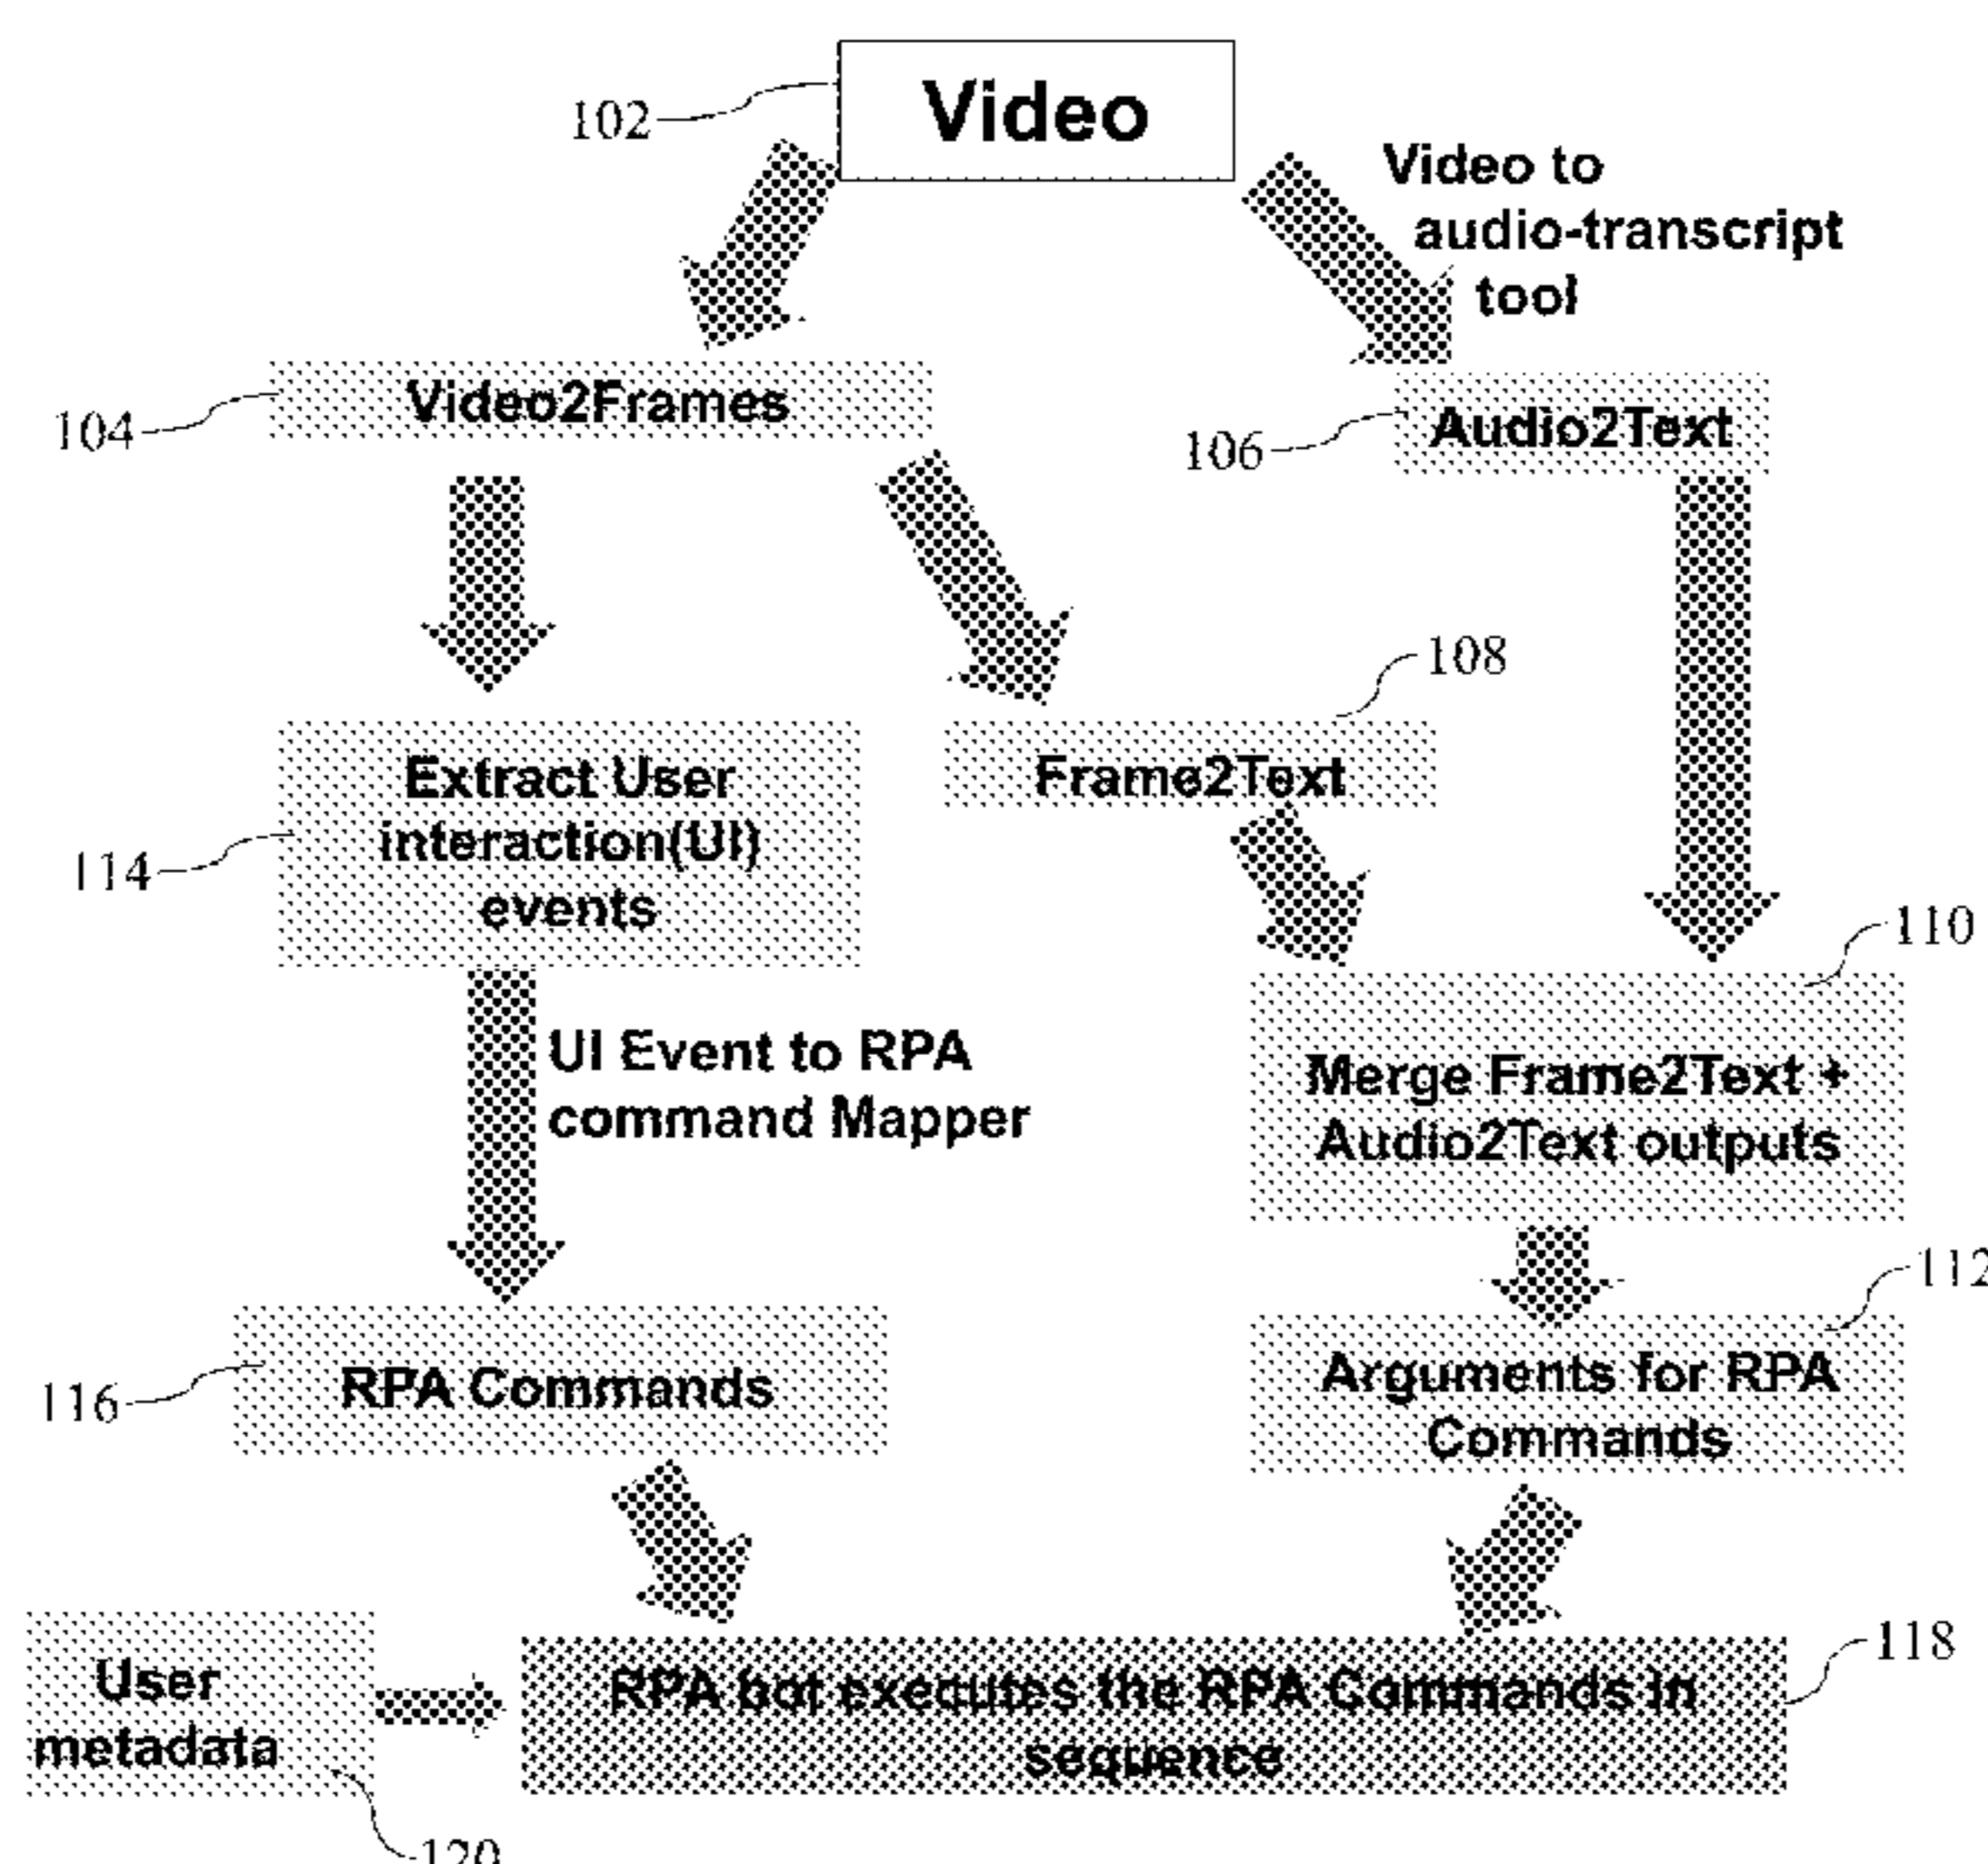 Video
102
Video to
audio-transcript
tool
Video2Frames
104
Audio2Text
106
108
Extract User
interaction(UI)
events
Frame2Text
114
110
UI Event to RPA
command Mapper
Merge Frame2Text +
Audio2Text outputs
112
RPA Commands
116
Arguments for RPA
Commands
118
User
metadata
RPA bot executes the RPA Commands in
sequence
120